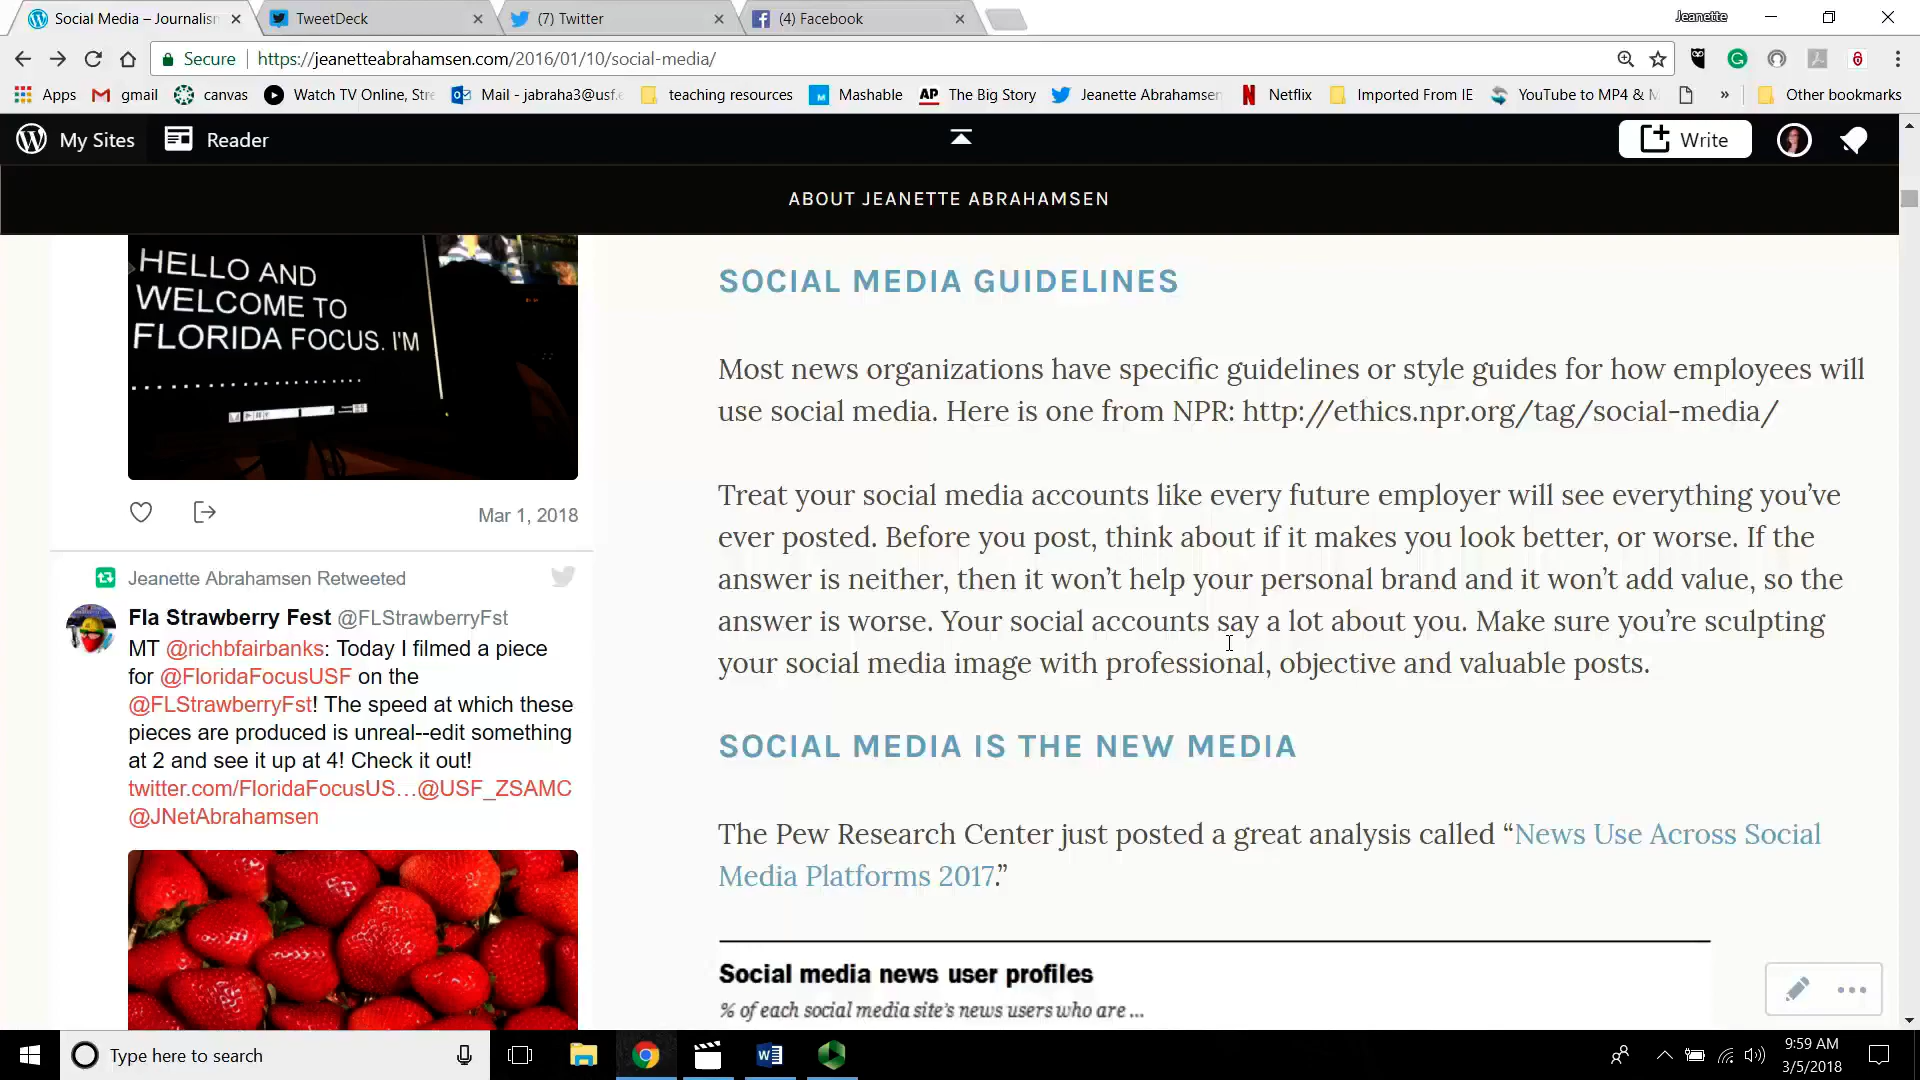 Social Media – Journalism
TweetDeck
(7) Twitter
(4) Facebook
Jeanette
Secure
https://jeanetteabrahamsen.com/2016/01/10/social-media/
Apps
gmail
canvas
Watch TV Online, Stre
Mail - jabraha3@usf.e
teaching resources
Mashable
AP The Big Story
Jeanette Abrahamsen
Netflix
Imported From IE
YouTube to MP4 & M
»
Other bookmarks
My Sites
Reader
Write
ABOUT JEANETTE ABRAHAMSEN
HELLO AND
WELCOME TO
FLORIDA FOCUS. I'M
Mar 1, 2018
Jeanette Abrahamsen Retweeted
Fla Strawberry Fest @FLStrawberryFst
MT @richbfairbanks: Today I filmed a piece
for @FloridaFocusUSF on the
@FLStrawberryFst! The speed at which these
pieces are produced is unreal--edit something
at 2 and see it up at 4! Check it out!
twitter.com/FloridaFocusUS…@USF_ZSAMC
@JNetAbrahamsen
SOCIAL MEDIA GUIDELINES
Most news organizations have specific guidelines or style guides for how employees will
use social media. Here is one from NPR: http://ethics.npr.org/tag/social-media/
Treat your social media accounts like every future employer will see everything you’ve
ever posted. Before you post, think about if it makes you look better, or worse. If the
answer is neither, then it won’t help your personal brand and it won’t add value, so the
answer is worse. Your social accounts say a lot about you. Make sure you’re sculpting
your social media image with professional, objective and valuable posts.
SOCIAL MEDIA IS THE NEW MEDIA
The Pew Research Center just posted a great analysis called “News Use Across Social
Media Platforms 2017.”
Social media news user profiles
% of each social media site's news users who are ...
Type here to search
9:59 AM
3/5/2018